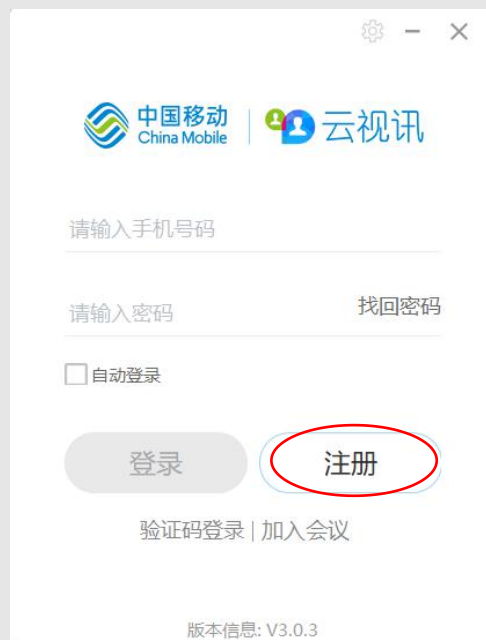 中国移动
China Mobile
云视讯
请输入手机号码
请输入密码
找回密码
自动登录
登录
注册
验证码登录 | 加入会议
版本信息: V3.0.3